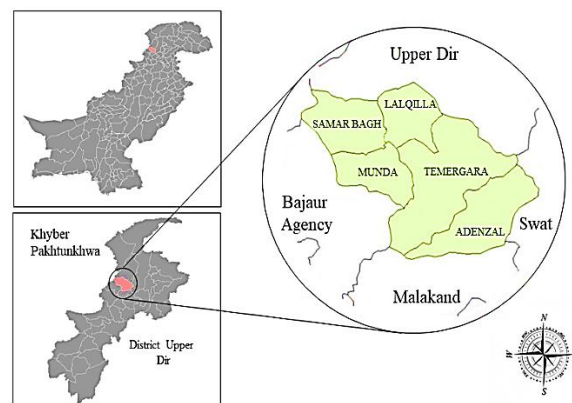 Upper Dir
LALQILLA
SAMAR BAGH
MUNDA
TEMERGARA
Bajaur
Agency
ADENZAL
Swat
Malakand
Khyber
Pakhtunkhwa
District Upper
Dir
N
W
E
S